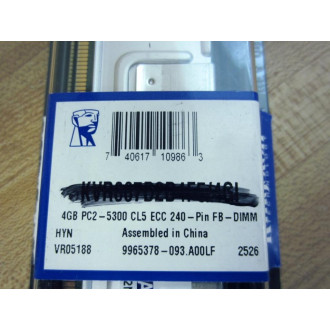 7 40617 10986 3
4GB PC2-5300 CL5 ECC 240-Pin FB-DIMM
HYN Assembled in China
VR05188 9965378-093.A00LF 2526